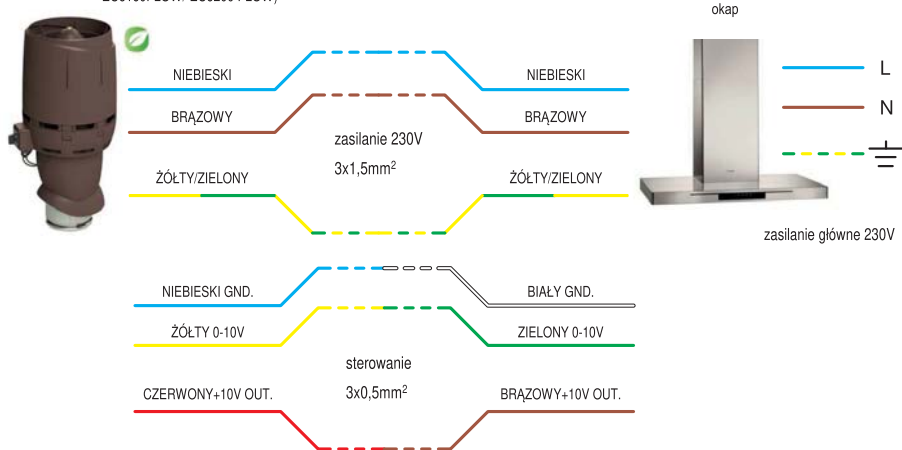 okap
NIEBIESKI
NIEBIESKI
L
BRĄZOWY
BRĄZOWY
N
zasilanie 230V
3x1,5mm²
ŻÓŁTY/ZIELONY
ŻÓŁTY/ZIELONY
zasilanie główne 230V
NIEBIESKI GND.
BIAŁY GND.
ŻÓŁTY 0-10V
ZIELONY 0-10V
sterowanie
3x0,5mm²
CZERWONY+10V OUT.
BRĄZOWY+10V OUT.